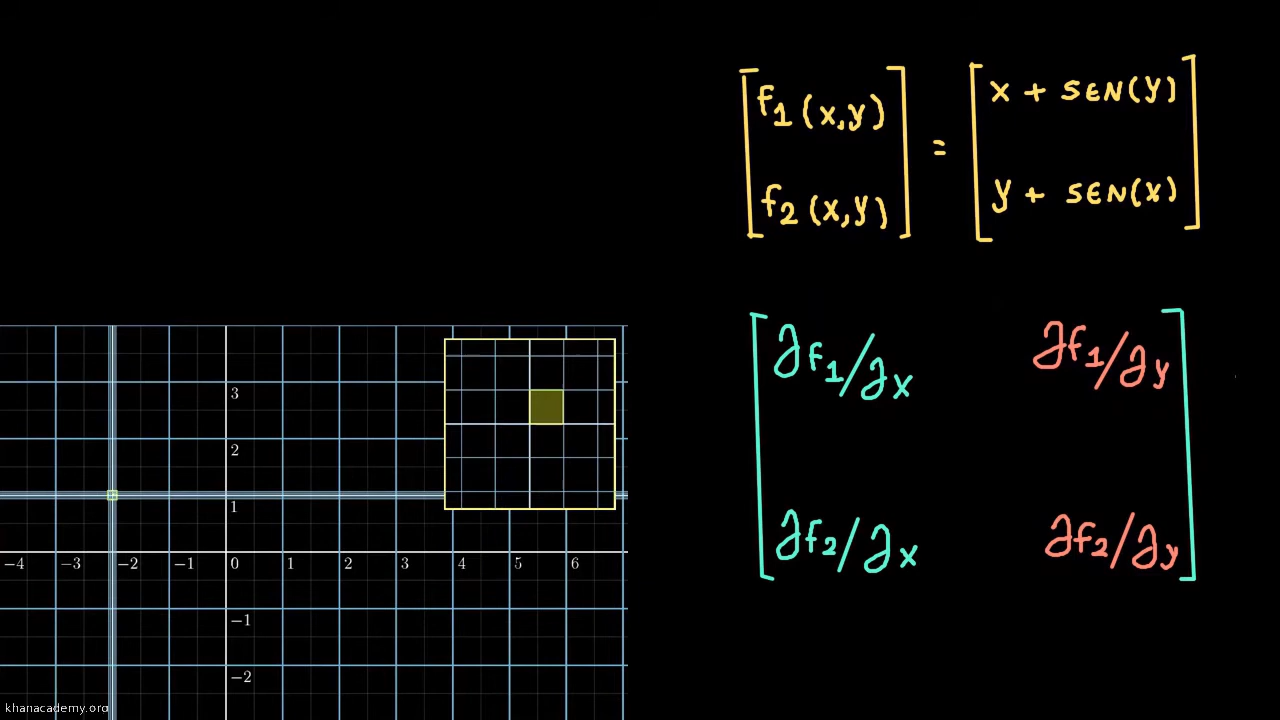 f₁(x,y) = x + SEN(y)
f₂(x,y) y + SEN(x)
∂f₁/∂x ∂f₁/∂y
∂f₂/∂x ∂f₂/∂y
3
2
1
−4 −3 −2 −1 0 1 2 3 4 5 6
−1
−2
khanacademy.org